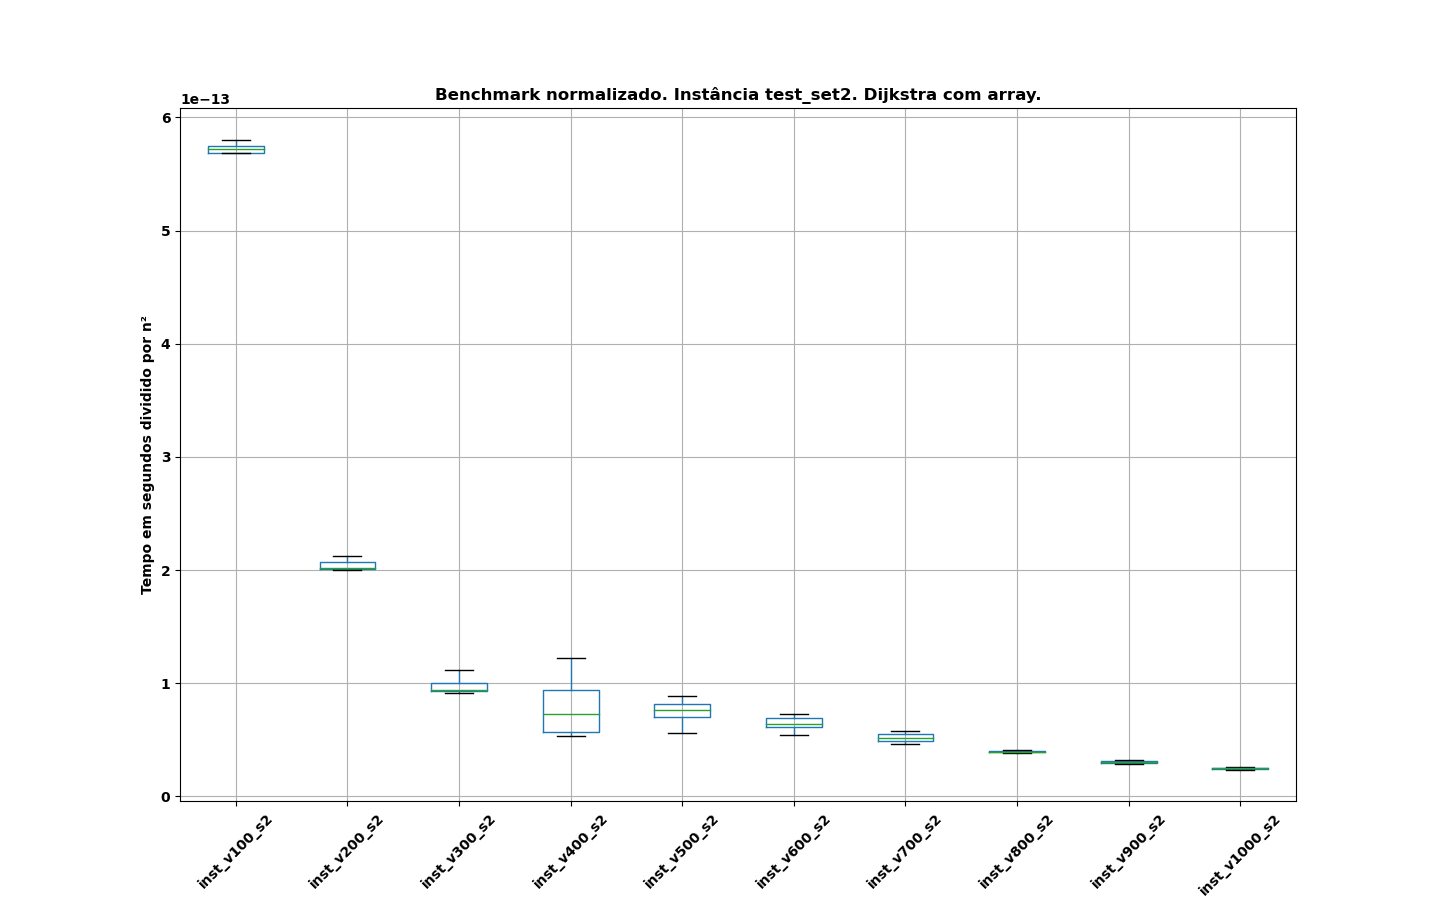 Benchmark normalizado. Instância test_set2. Dijkstra com array.
1e−13
Tempo em segundos dividido por n²
6
5
4
3
2
1
0
inst_v100_s2
inst_v200_s2
inst_v300_s2
inst_v400_s2
inst_v500_s2
inst_v600_s2
inst_v700_s2
inst_v800_s2
inst_v900_s2
inst_v1000_s2